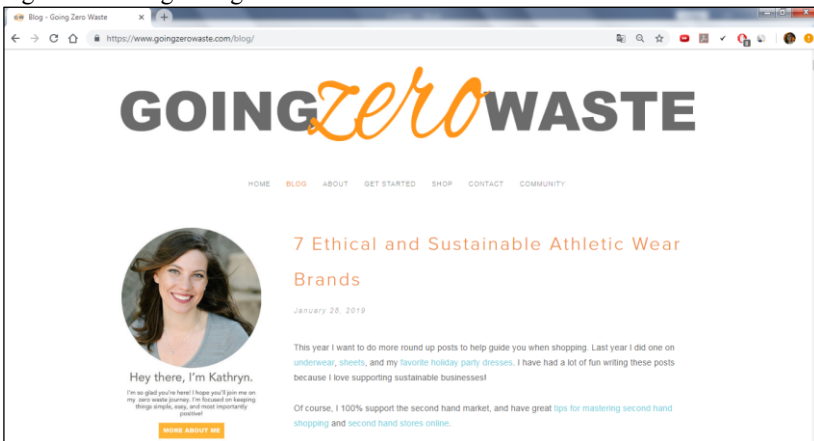 Blog - Going Zero Waste
https://www.goingzerowaste.com/blog/
GOING zero WASTE
HOME BLOG ABOUT GET STARTED SHOP CONTACT COMMUNITY
7 Ethical and Sustainable Athletic Wear
Brands
January 28, 2019
This year I want to do more round up posts to help guide you when shopping. Last year I did one on
underwear, sheets, and my favorite holiday party dresses. I have had a lot of fun writing these posts
because I love supporting sustainable businesses!
Of course, I 100% support the second hand market, and have great tips for mastering second hand
shopping and second hand stores online.
Hey there, I'm Kathryn.
I'm so glad you're here! I hope you'll join me on
my zero waste journey. I'm focused on keeping
things simple, easy, and most importantly
positive!
MORE ABOUT ME